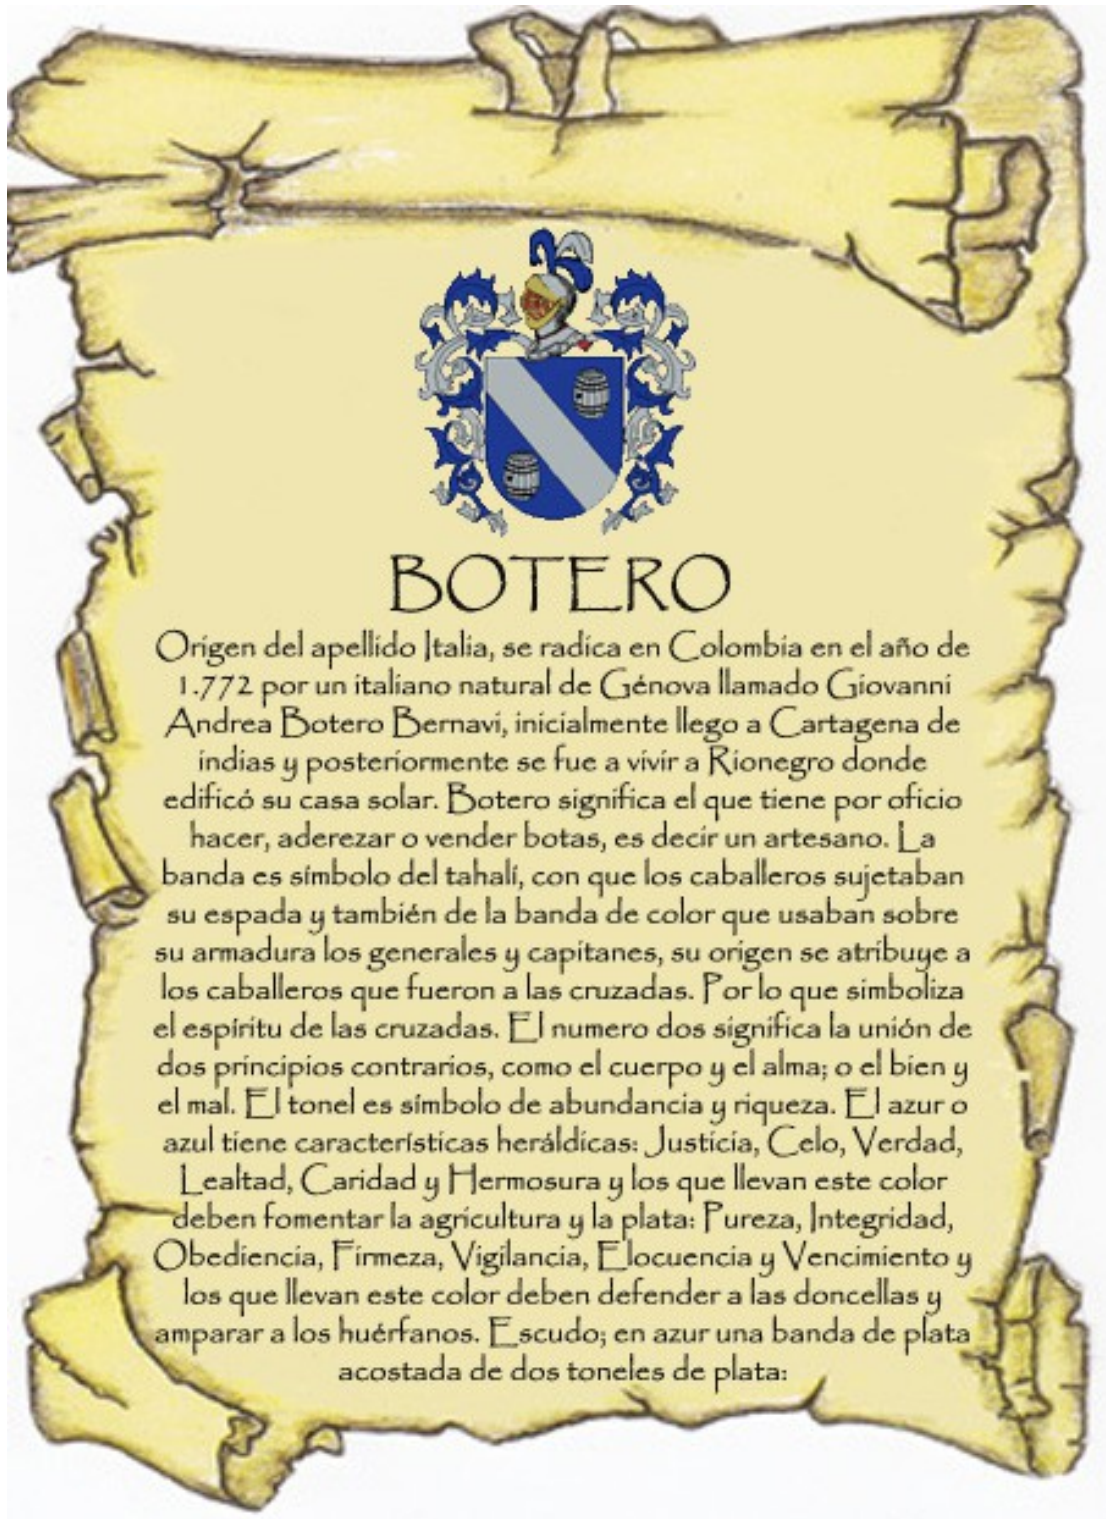 BOTERO
Origen del apellido Italia, se radica en Colombia en el año de
1.772 por un italiano natural de Génova llamado Giovanni
Andrea Botero Bernavi, inicialmente llego a Cartagena de
indias y posteriormente se fue a vivir a Rionegro donde
edificó su casa solar. Botero significa el que tiene por oficio
hacer, aderezar o vender botas, es decir un artesano. La
banda es símbolo del tahalí, con que los caballeros sujetaban
su espada y también de la banda de color que usaban sobre
su armadura los generales y capitanes, su origen se atribuye a
los caballeros que fueron a las cruzadas. Por lo que simboliza
el espíritu de las cruzadas. El numero dos significa la unión de
dos principios contrarios, como el cuerpo y el alma; o el bien y
el mal. El tonel es símbolo de abundancia y riqueza. El azur o
azul tiene características heráldicas: Justicia, Celo, Verdad,
Lealtad, Caridad y Hermosura y los que llevan este color
deben fomentar la agricultura y la plata: Pureza, Integridad,
Obediencia, Firmeza, Vigilancia, Elocuencia y Vencimiento y
los que llevan este color deben defender a las doncellas y
amparar a los huérfanos. Escudo; en azur una banda de plata
acostada de dos toneles de plata: